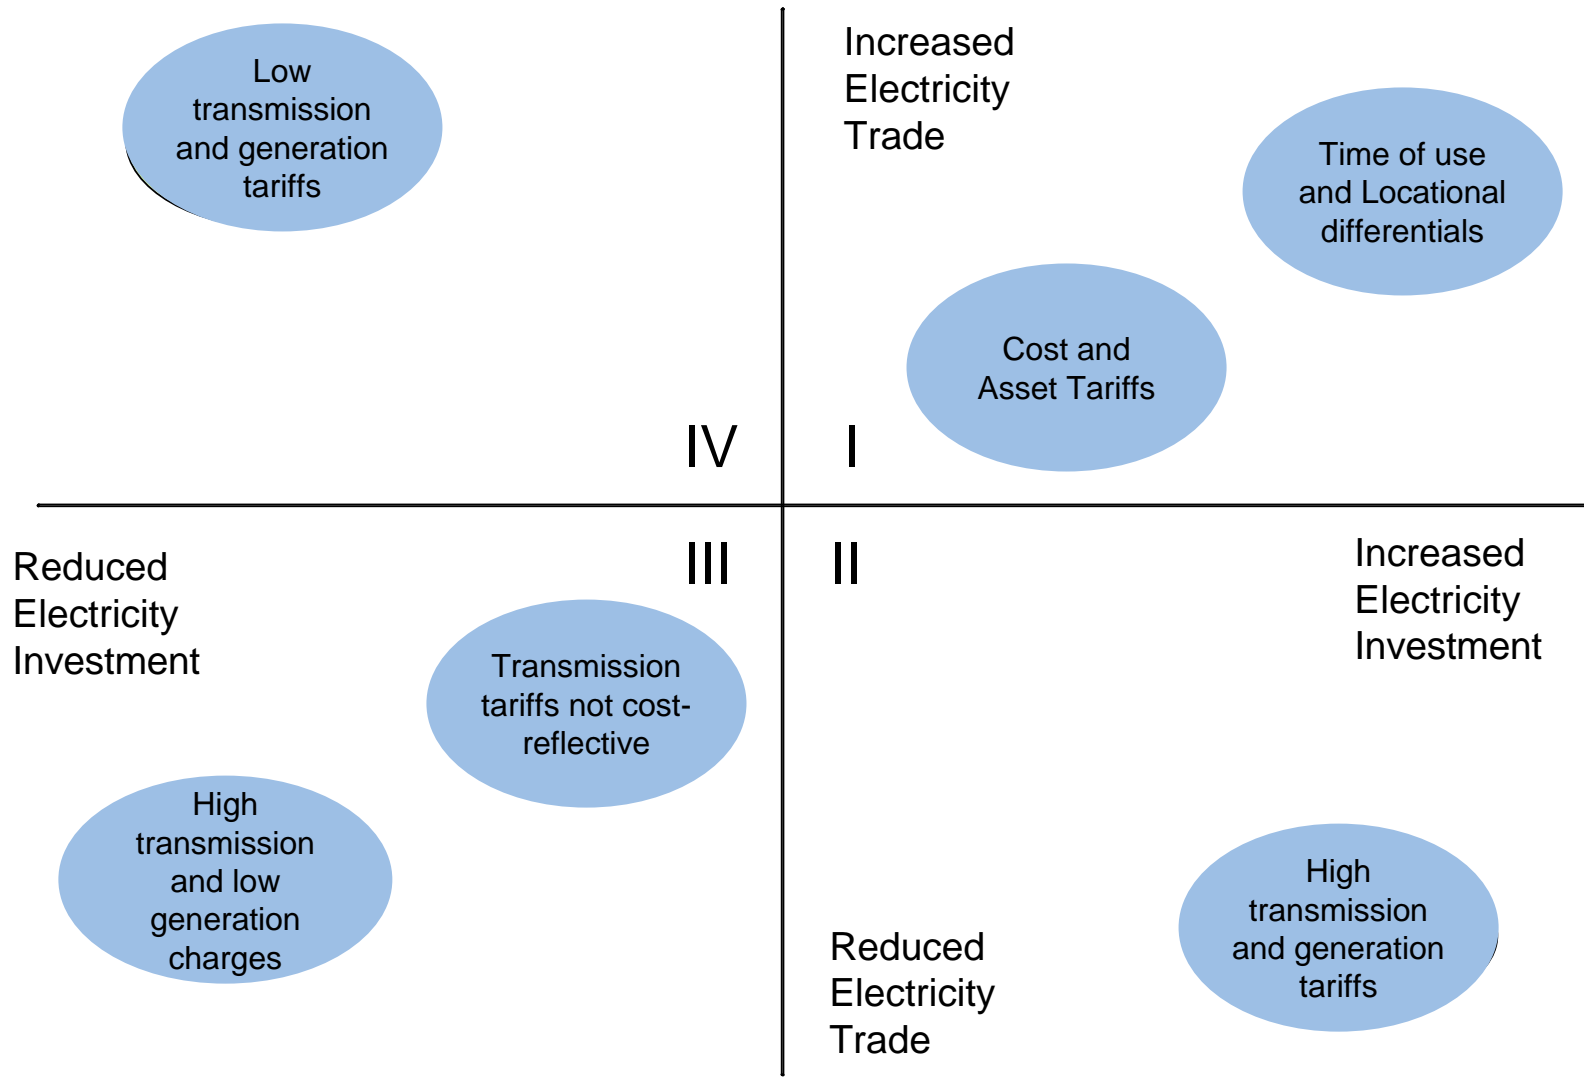 Low
transmission
and generation
tariffs
Increased
Electricity
Trade
Time of use
and Locational
differentials
Cost and
Asset Tariffs
IV
I
Reduced
Electricity
Investment
III
II
Increased
Electricity
Investment
Transmission
tariffs not cost-
reflective
High
transmission
and low
generation
charges
Reduced
Electricity
Trade
High
transmission
and generation
tariffs